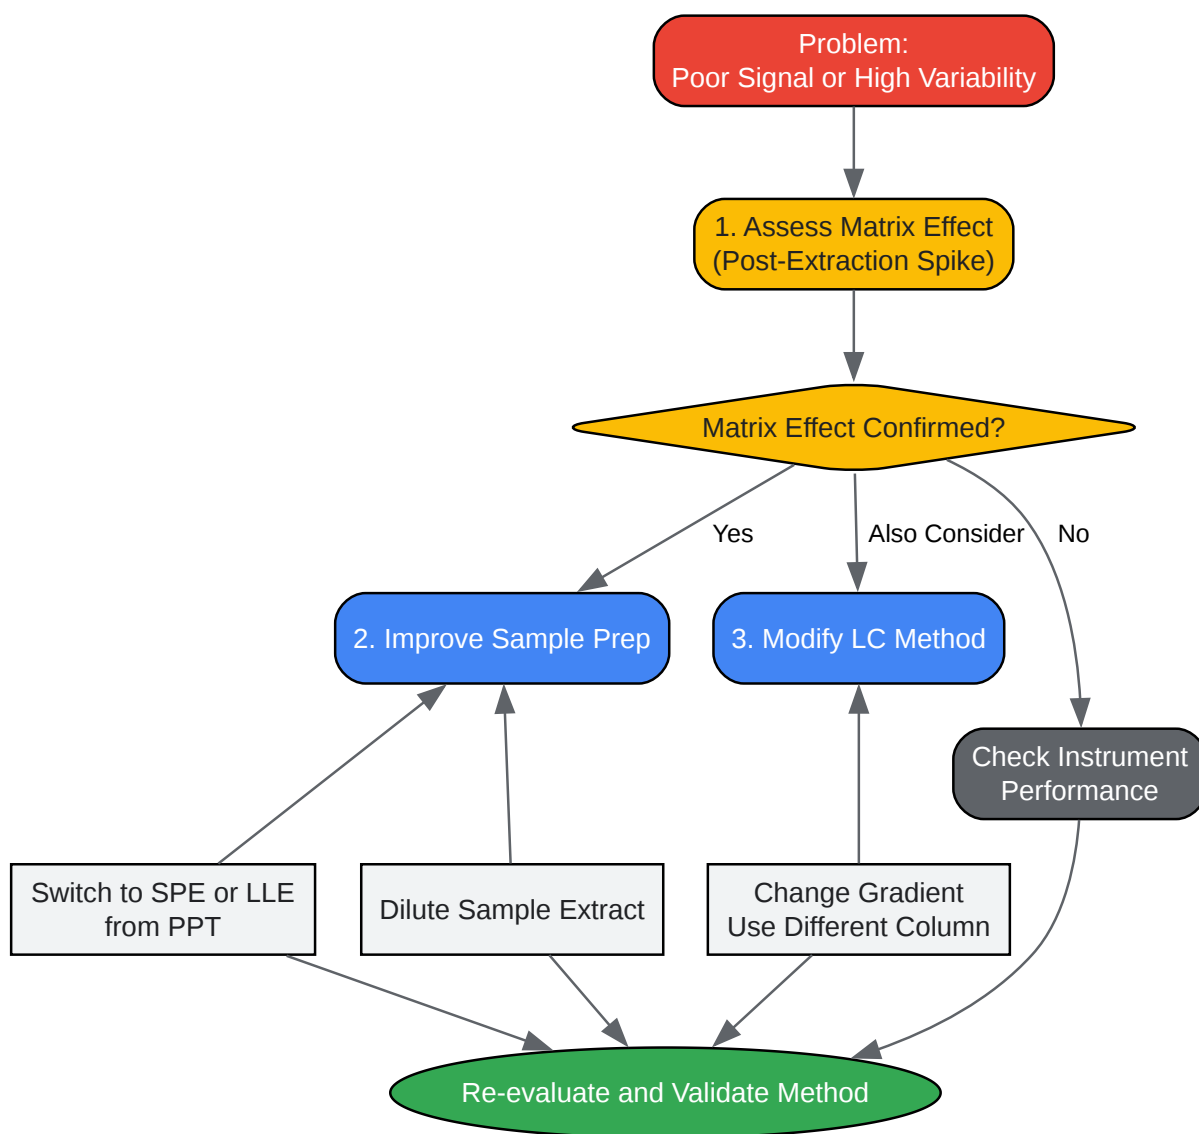 Problem:
Poor Signal or High Variability
1. Assess Matrix Effect
(Post-Extraction Spike)
Matrix Effect Confirmed?
Yes
Also Consider
No
2. Improve Sample Prep
3. Modify LC Method
Check Instrument
Performance
Switch to SPE or LLE
from PPT
Dilute Sample Extract
Change Gradient
Use Different Column
Re-evaluate and Validate Method